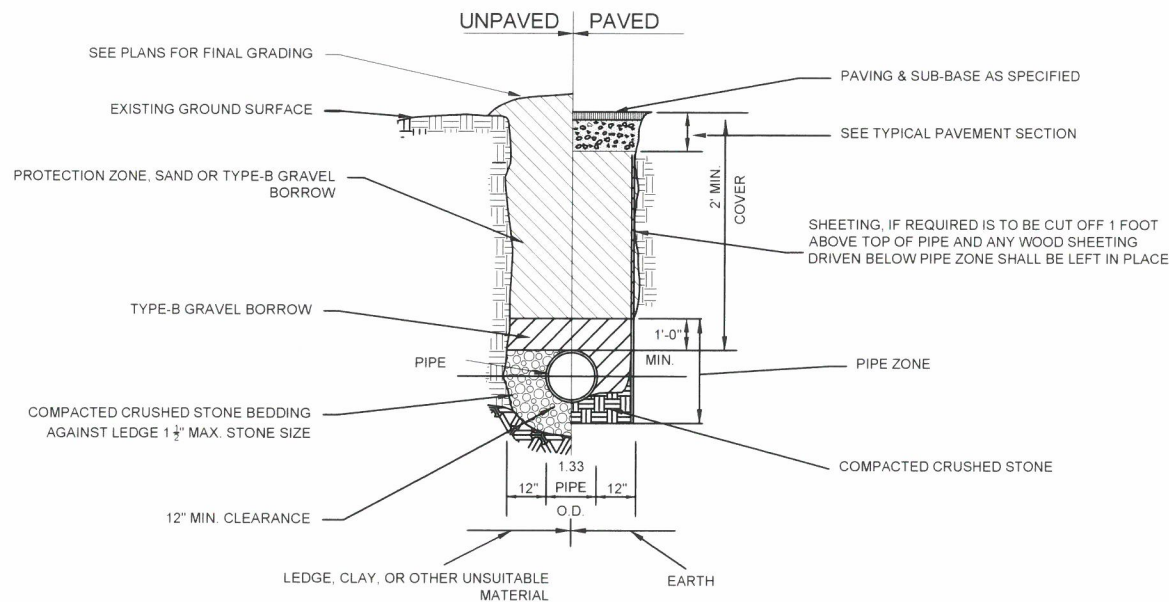 UNPAVED PAVED
SEE PLANS FOR FINAL GRADING
PAVING & SUB-BASE AS SPECIFIED
EXISTING GROUND SURFACE
SEE TYPICAL PAVEMENT SECTION
PROTECTION ZONE, SAND OR TYPE-B GRAVEL
BORROW
2' MIN.
COVER
SHEETING, IF REQUIRED IS TO BE CUT OFF 1 FOOT
ABOVE TOP OF PIPE AND ANY WOOD SHEETING
DRIVEN BELOW PIPE ZONE SHALL BE LEFT IN PLACE
TYPE-B GRAVEL BORROW
1'-0"
MIN.
PIPE
PIPE ZONE
COMPACTED CRUSHED STONE BEDDING
AGAINST LEDGE 1 1/2" MAX. STONE SIZE
COMPACTED CRUSHED STONE
1.33
12" PIPE 12"
O.D.
12" MIN. CLEARANCE
LEDGE, CLAY, OR OTHER UNSUITABLE
MATERIAL
EARTH